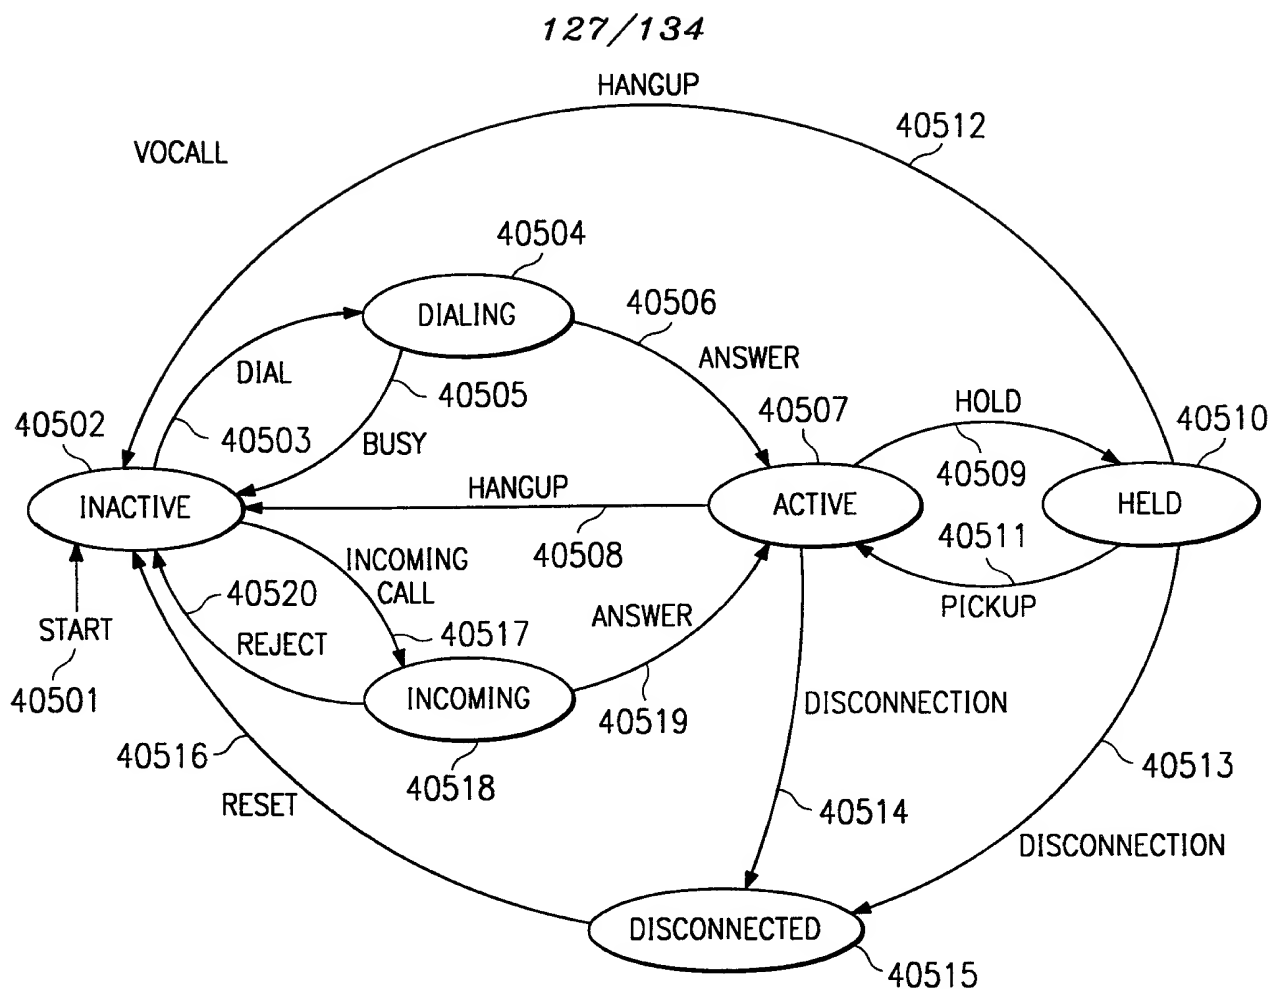 127/134
HANGUP
40512
VOCALL
40504
DIALING
40506
ANSWER
DIAL
40505
40507
HOLD
40510
40502
40503
BUSY
40509
INACTIVE
HANGUP
ACTIVE
HELD
40508
40511
INCOMING
CALL
40520
START
REJECT
40517
ANSWER
PICKUP
40501
INCOMING
40519
DISCONNECTION
40516
40518
40513
RESET
40514
DISCONNECTION
DISCONNECTED
40515